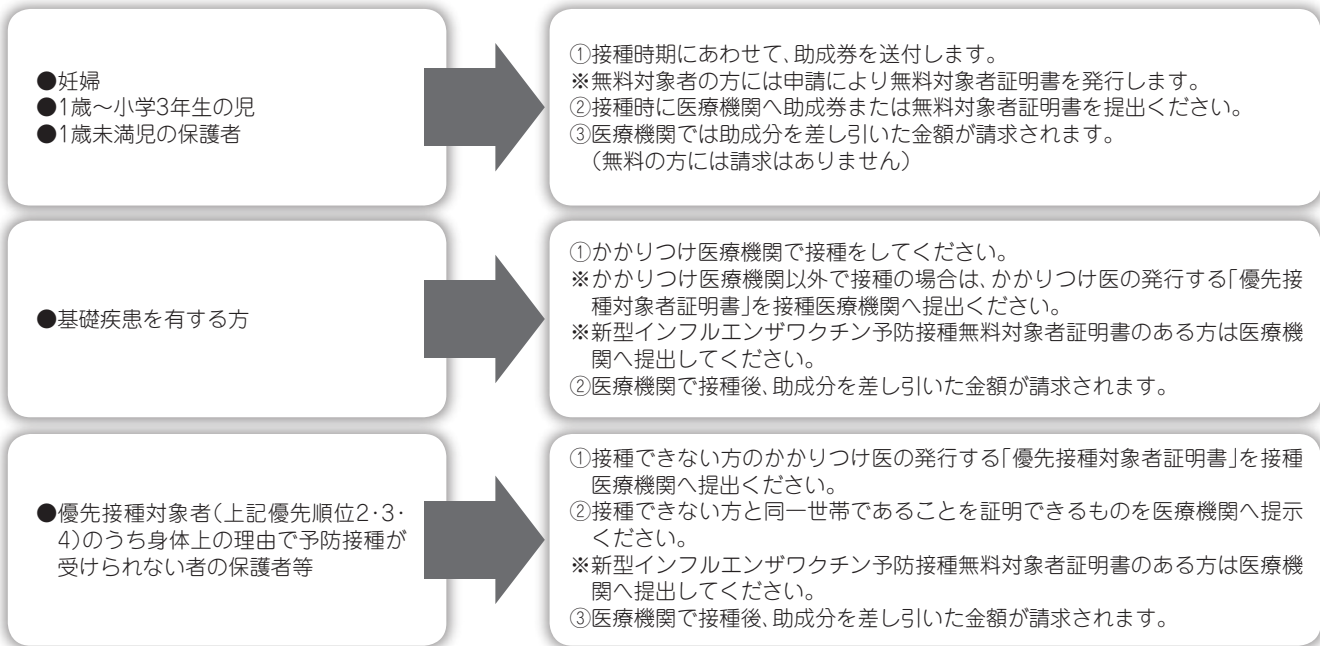 ●妊婦
●1歳～小学3年生の児
●1歳未満児の保護者
①接種時期にあわせて、助成券を送付します。
※無料対象者の方には申請により無料対象者証明書を発行します。
②接種時に医療機関へ助成券または無料対象者証明書を提出ください。
③医療機関では助成分を差し引いた金額が請求されます。
（無料の方には請求はありません）
●基礎疾患を有する方
①かかりつけ医療機関で接種をしてください。
※かかりつけ医療機関以外で接種の場合は、かかりつけ医の発行する「優先接
種対象者証明書」を接種医療機関へ提出ください。
※新型インフルエンザワクチン予防接種無料対象者証明書のある方は医療機
関へ提出してください。
②医療機関で接種後、助成分を差し引いた金額が請求されます。
●優先接種対象者（上記優先順位2・3・
4）のうち身体上の理由で予防接種が
受けられない者の保護者等
①接種できない方のかかりつけ医の発行する「優先接種対象者証明書」を接種
医療機関へ提出ください。
②接種できない方と同一世帯であることを証明できるものを医療機関へ提示
ください。
※新型インフルエンザワクチン予防接種無料対象者証明書のある方は医療機
関へ提出してください。
③医療機関で接種後、助成分を差し引いた金額が請求されます。